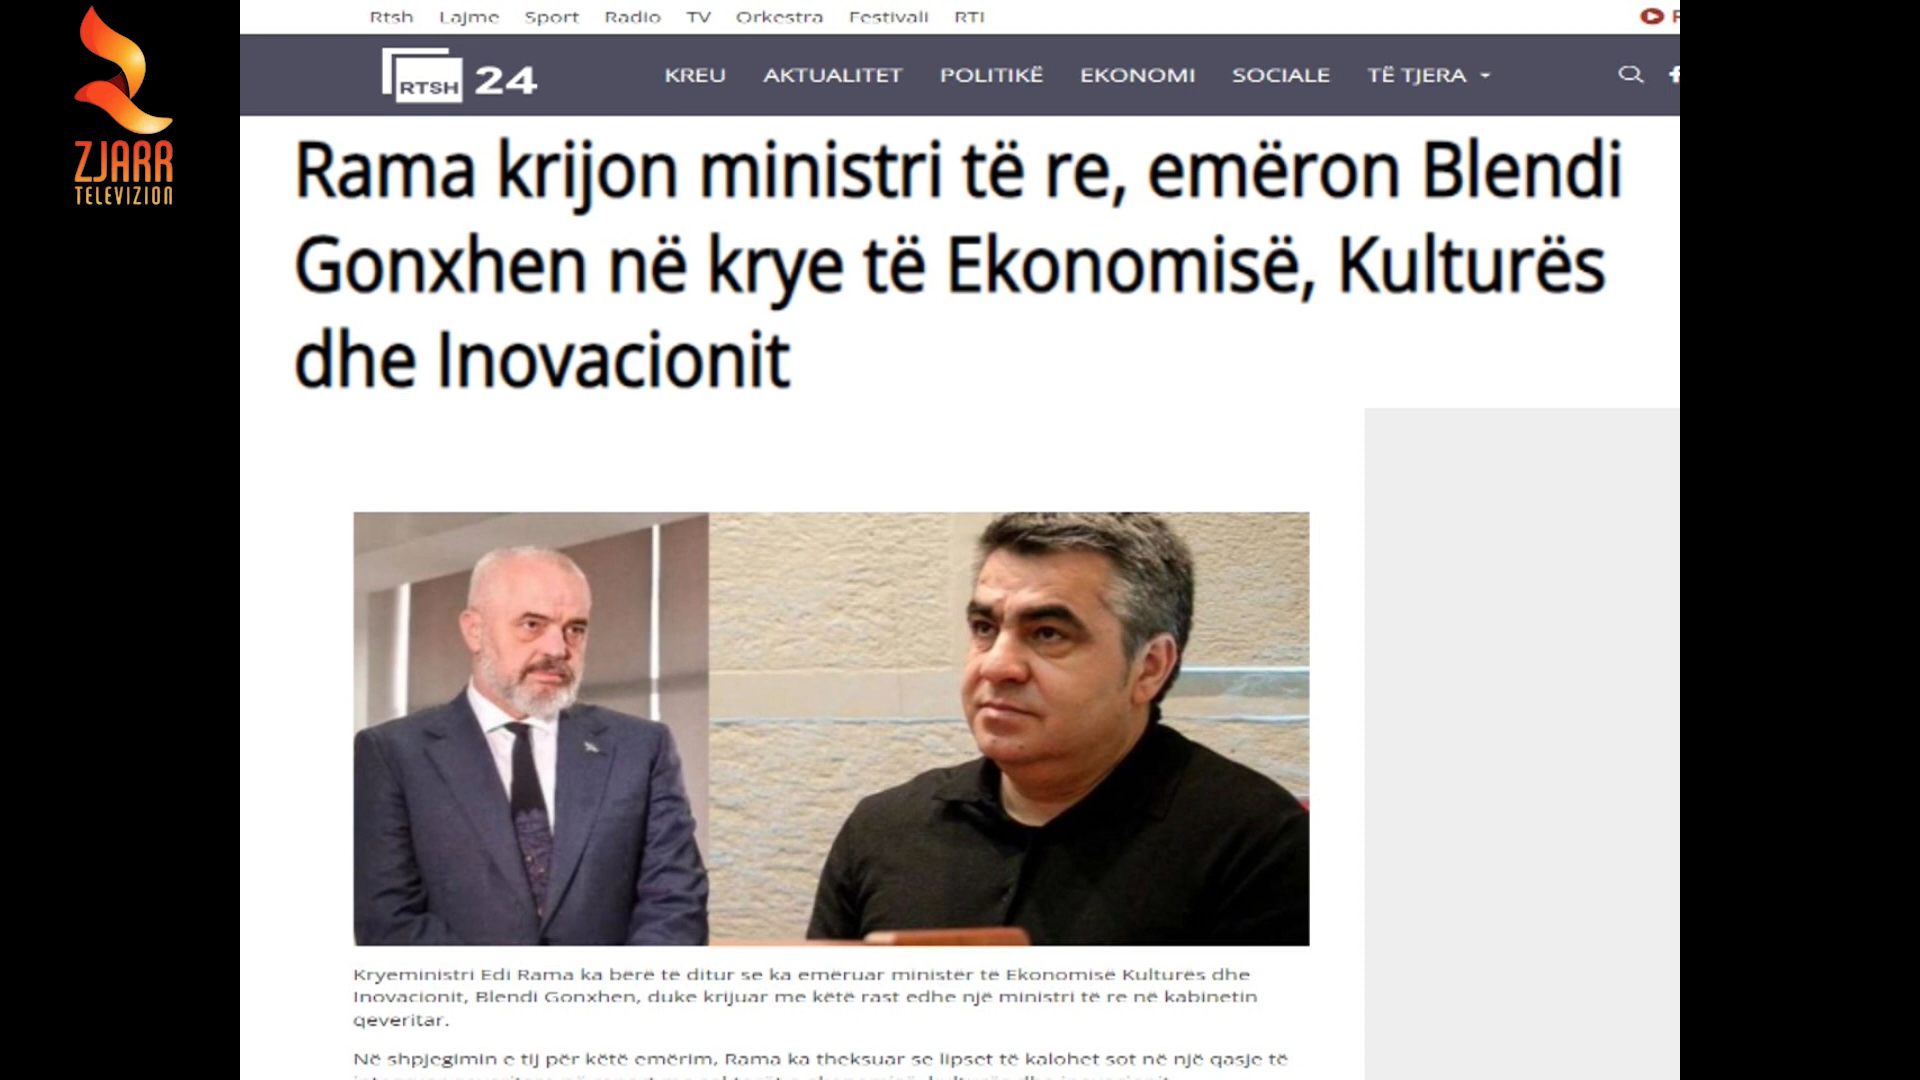 ZJARR
TELEVIZION
Rtsh Lajme Sport Radio TV Orkestra Festivali RTI
RTSH 24 KREU AKTUALITET POLITIKË EKONOMI SOCIALE TË TJERA
Rama krijon ministri të re, emëron Blendi
Gonxhen në krye të Ekonomisë, Kulturës
dhe Inovacionit
Kryeministri Edi Rama ka bërë të ditur se ka emëruar ministër të Ekonomisë Kulturës dhe
Inovacionit, Blendi Gonxhen, duke krijuar me këtë rast edhe një ministri të re në kabinetin
qeveritar.
Në shpjegimin e tij për këtë emërim, Rama ka theksuar se lipset të kalohet sot në një qasje të